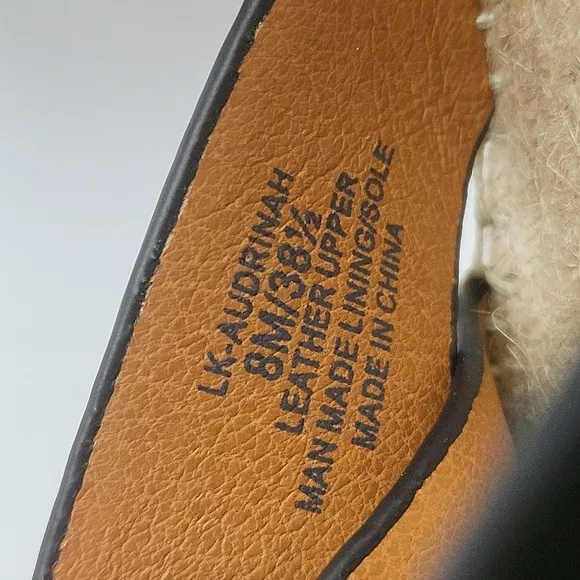 LK-AUDRINAH
8M/38½
LEATHER UPPER
MAN MADE LINING/SOLE
MADE IN CHINA